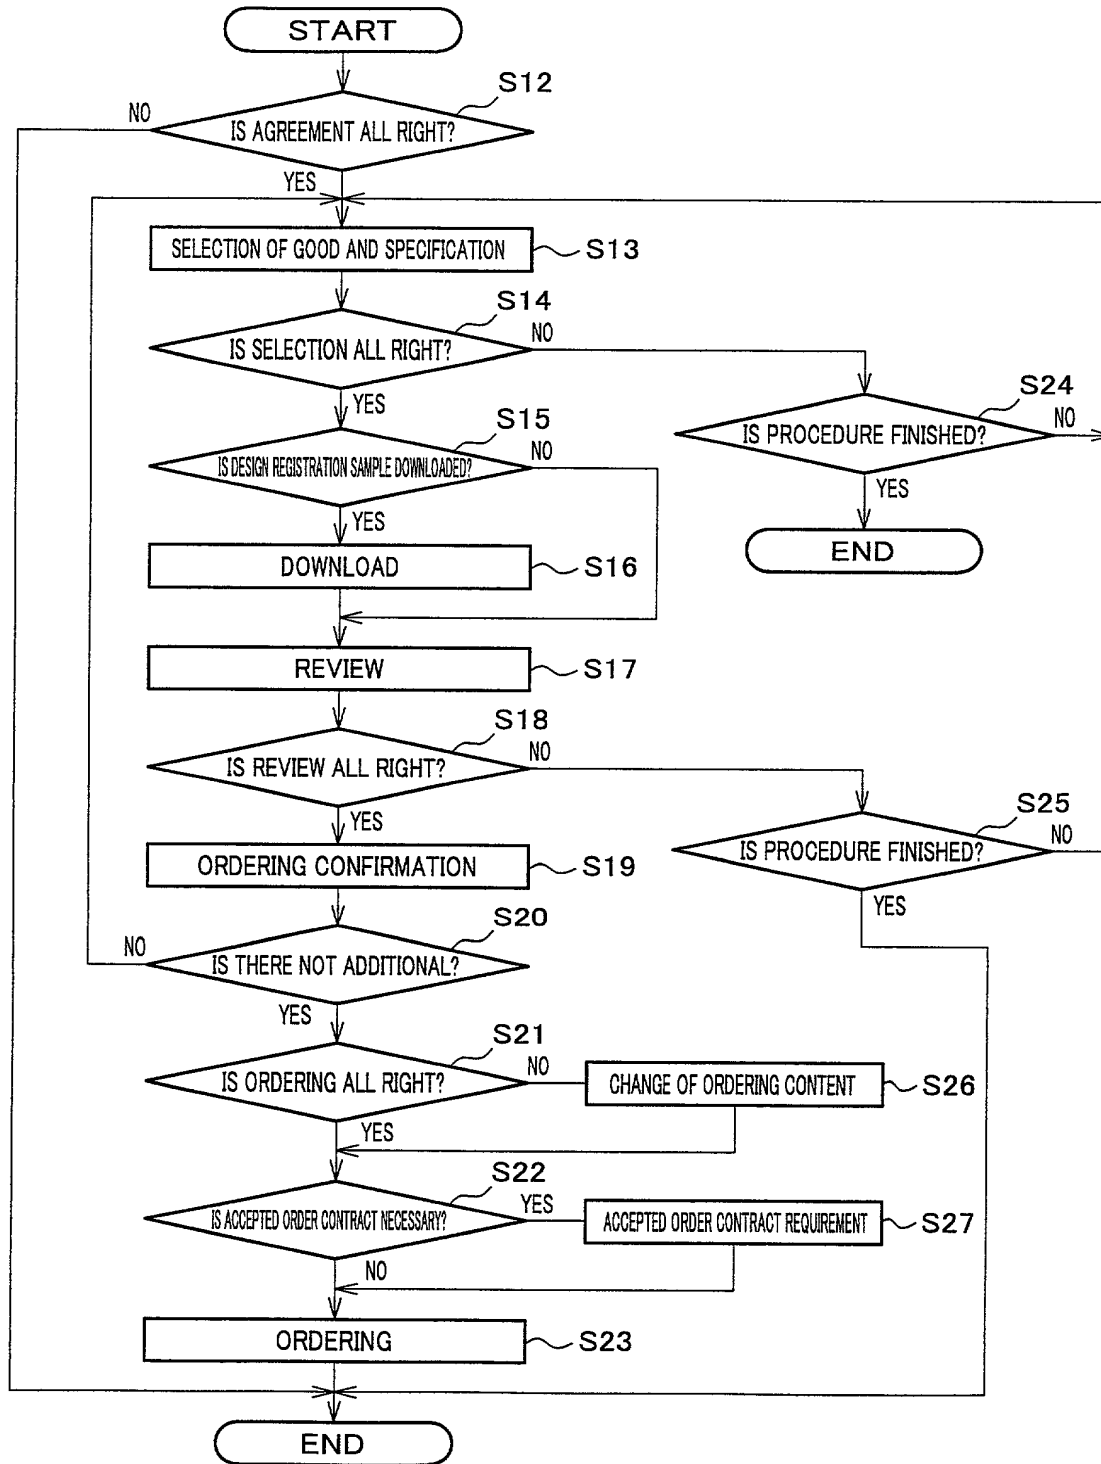 START
S12
NO
IS AGREEMENT ALL RIGHT?
YES
SELECTION OF GOOD AND SPECIFICATION
S13
S14
NO
IS SELECTION ALL RIGHT?
YES
S24
NO
IS PROCEDURE FINISHED?
YES
END
S15
NO
IS DESIGN REGISTRATION SAMPLE DOWNLOADED?
YES
DOWNLOAD
S16
REVIEW
S17
S18
NO
IS REVIEW ALL RIGHT?
YES
S25
NO
IS PROCEDURE FINISHED?
YES
ORDERING CONFIRMATION
S19
S20
NO
IS THERE NOT ADDITIONAL?
YES
S21
NO
IS ORDERING ALL RIGHT?
YES
CHANGE OF ORDERING CONTENT
S26
S22
YES
IS ACCEPTED ORDER CONTRACT NECESSARY?
NO
ACCEPTED ORDER CONTRACT REQUIREMENT
S27
ORDERING
S23
END